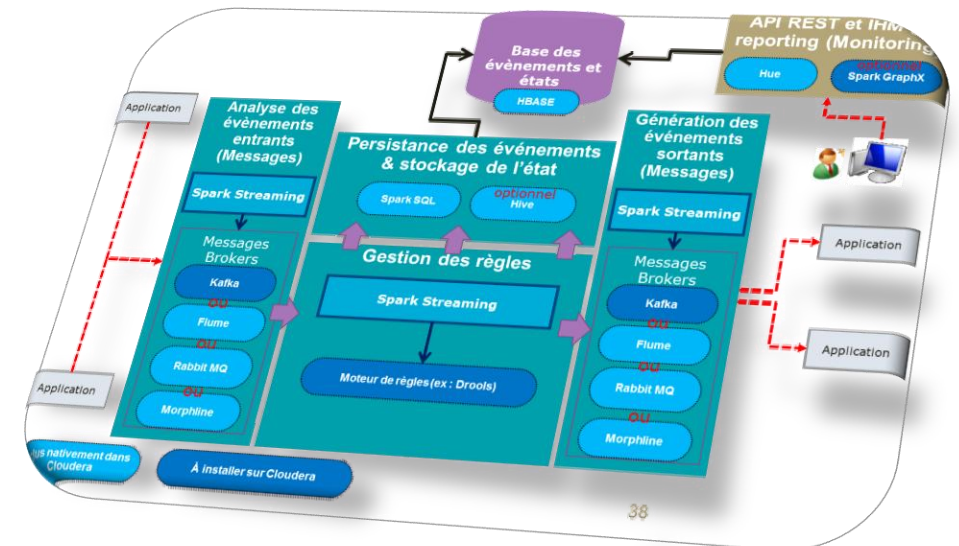 API REST et IHM
reporting (Monitoring
Hue
optionnel
Spark GraphX
Base des
évènements et
états
HBASE
Application
Analyse des
évènements
entrants
(Messages)
Spark Streaming
Messages
Brokers
Kafka
OU
Flume
OU
Rabbit MQ
OU
Morphline
Application
Persistance des événements
& stockage de l'état
Spark SQL
optionnel
Hive
Gestion des règles
Spark Streaming
Moteur de règles (ex : Drools)
Génération des
événements
sortants
(Messages)
Spark Streaming
Messages
Brokers
Kafka
OU
Flume
OU
Rabbit MQ
OU
Morphline
Application
Application
nativement dans
Cloudera
À installer sur Cloudera
38